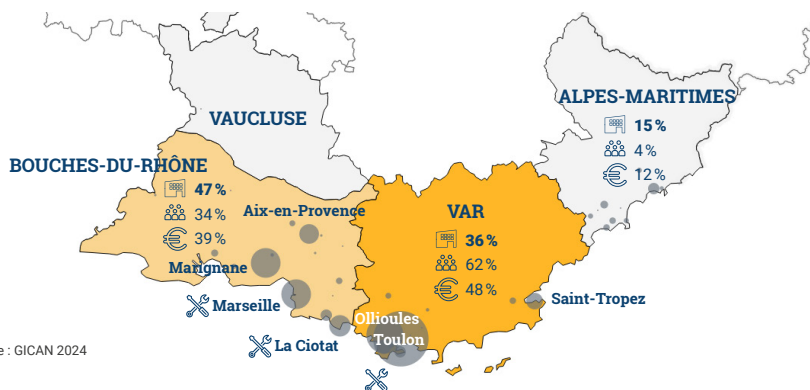 ALPES-MARITIMES
15%
4%
12%
VAUCLUSE
BOUCHES-DU-RHÔNE
47%
34%
39%
Aix-en-Provence
VAR
36%
62%
48%
Marignane
Marseille
La Ciotat
Ollioules
Toulon
Saint-Tropez
e : GICAN 2024